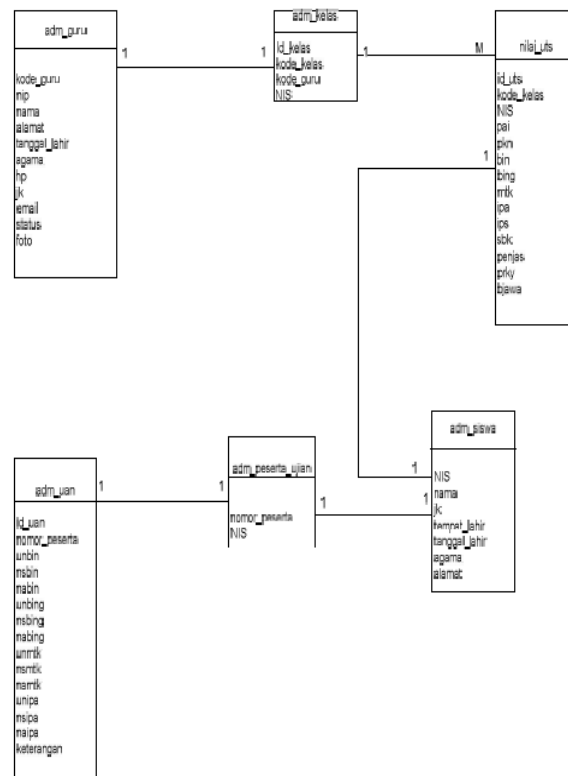 adm_guru
kode_guru
nip
nama
alamat
tanggal_lahir
agama
hp
jk
email
status
foto
1
1
adm_kelas
id_kelas
kode_kelas
kode_guru
NIS
1
M
nilai_uts
id_uts
kode_kelas
NIS
pai
pkn
bin
bing
mtk
ipa
ips
sbk
penjas
prky
bjawa
1
1
adm_siswa
NIS
nama
jk
tempat_lahir
tanggal_lahir
agama
alamat
1
1
adm_peserta_ujian
nomor_peserta
NIS
1
1
adm_uan
id_uan
nomor_peserta
unbin
nsbin
nabin
unbing
nsbing
nabing
unmtk
nsmtk
namtk
unipa
nsipa
naipa
keterangan